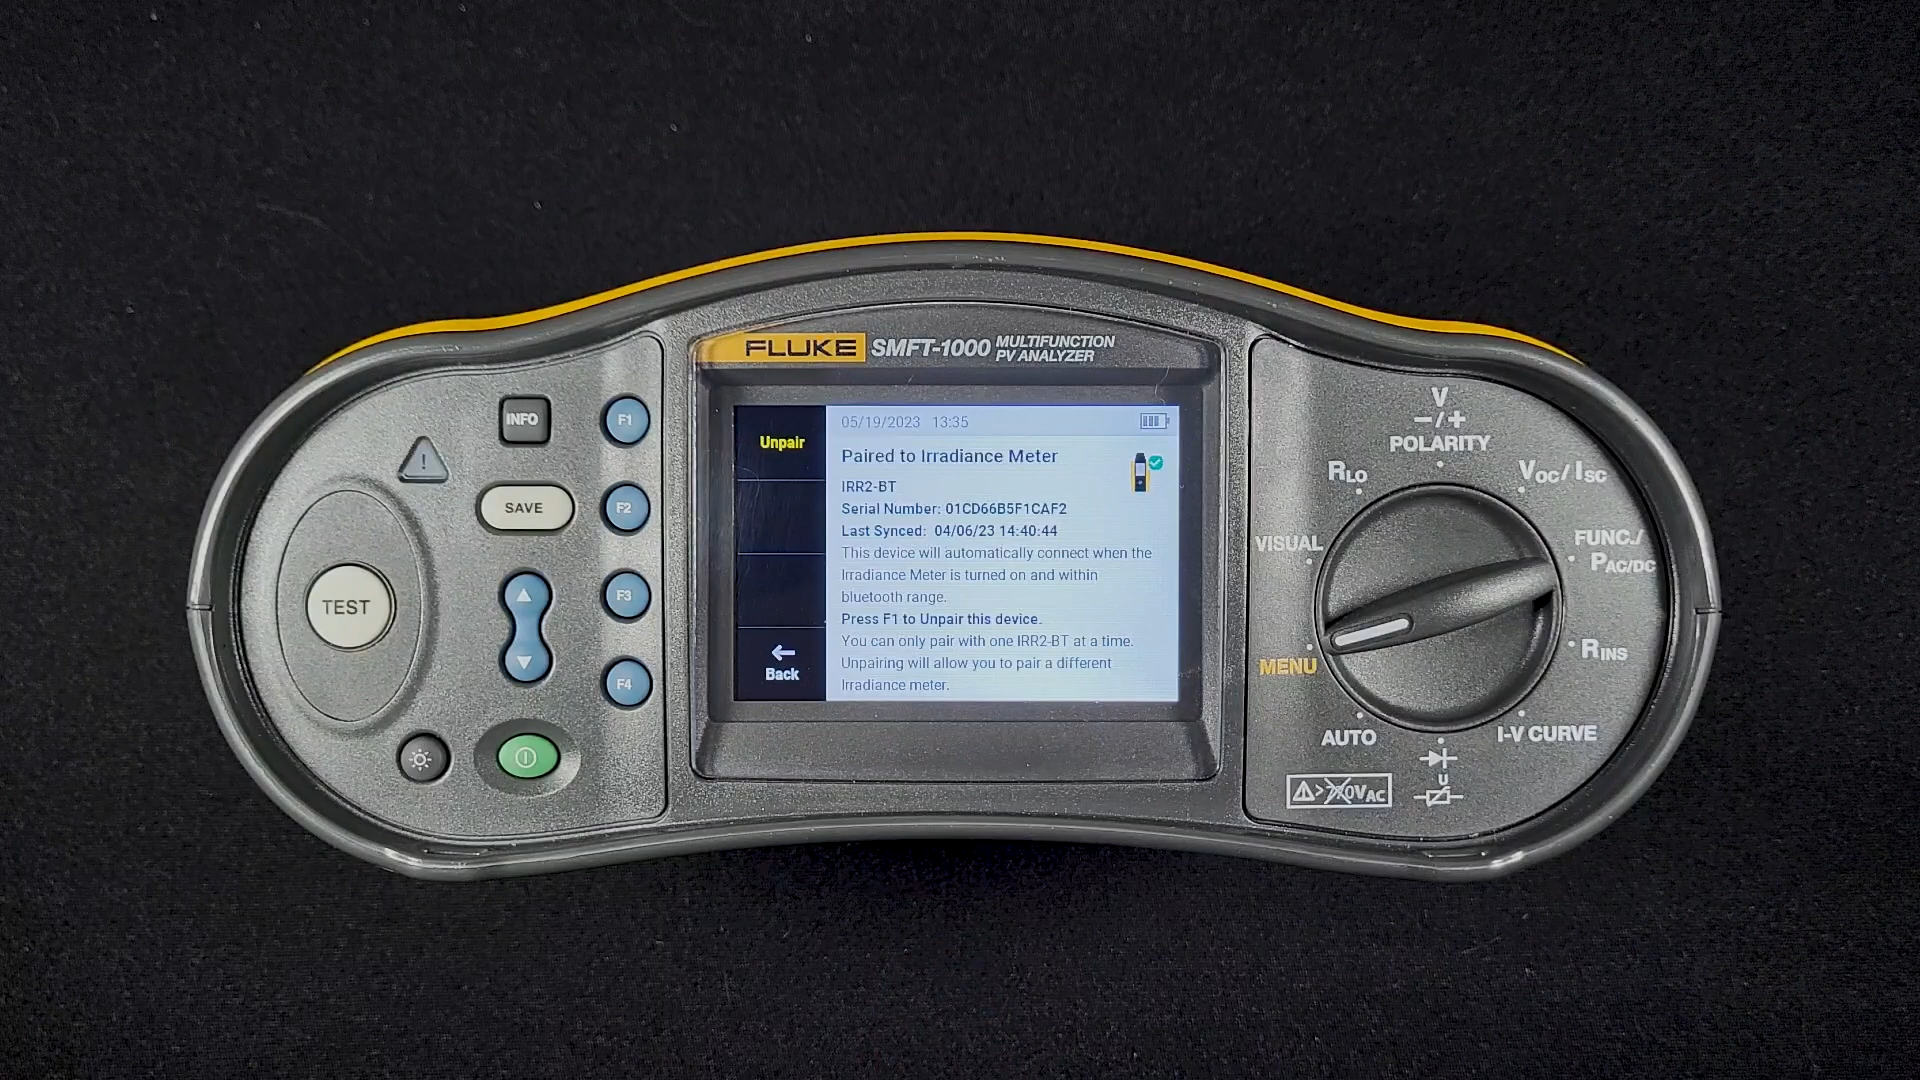 FLUKE SMFT-1000 MULTIFUNCTION
PV ANALYZER
INFO
F1
SAVE
F2
TEST
F3
F4
Unpair
Back
05/19/2023 13:35
Paired to Irradiance Meter
IRR2-BT
Serial Number: 01CD66B5F1CAF2
Last Synced: 04/06/23 14:40:44
This device will automatically connect when the
Irradiance Meter is turned on and within
bluetooth range.
Press F1 to Unpair this device.
You can only pair with one IRR2-BT at a time.
Unpairing will allow you to pair a different
Irradiance meter.
V
–/+
POLARITY
RLO
VOC/ISC
VISUAL
FUNC./
PAC/DC
MENU
RINS
AUTO
I-V CURVE
U